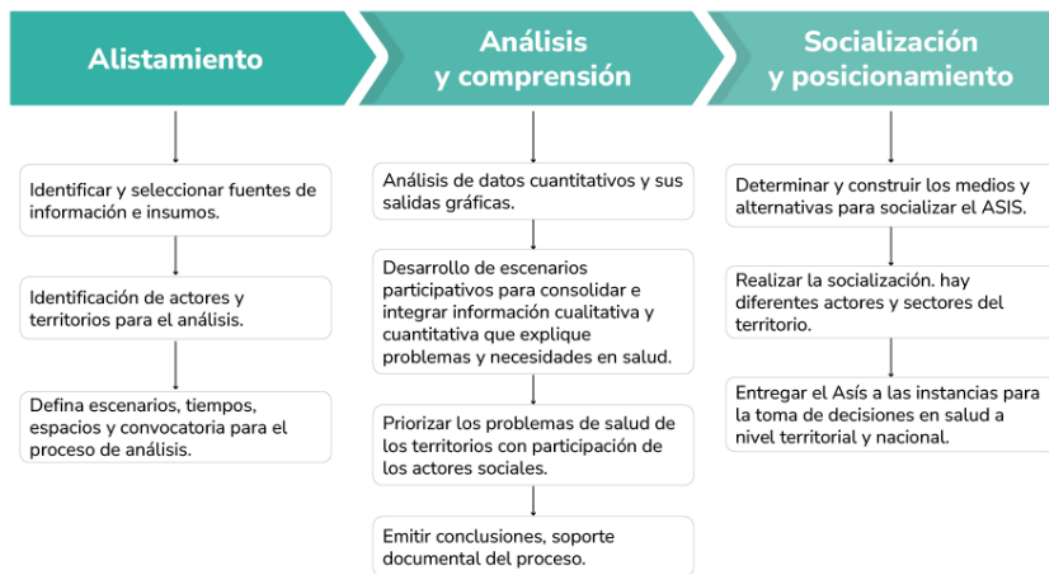 Alistamiento
Identificar y seleccionar fuentes de
información e insumos.
Identificación de actores y
territorios para el análisis.
Defina escenarios, tiempos,
espacios y convocatoria para el
proceso de análisis.
Análisis
y comprensión
Análisis de datos cuantitativos y sus
salidas gráficas.
Desarrollo de escenarios
participativos para consolidar e
integrar información cualitativa y
cuantitativa que explique
problemas y necesidades en salud.
Priorizar los problemas de salud de
los territorios con participación de
los actores sociales.
Emitir conclusiones, soporte
documental del proceso.
Socialización
y posicionamiento
Determinar y construir los medios y
alternativas para socializar el ASIS.
Realizar la socialización. hay
diferentes actores y sectores del
territorio.
Entregar el Asís a las instancias para
la toma de decisiones en salud a
nivel territorial y nacional.